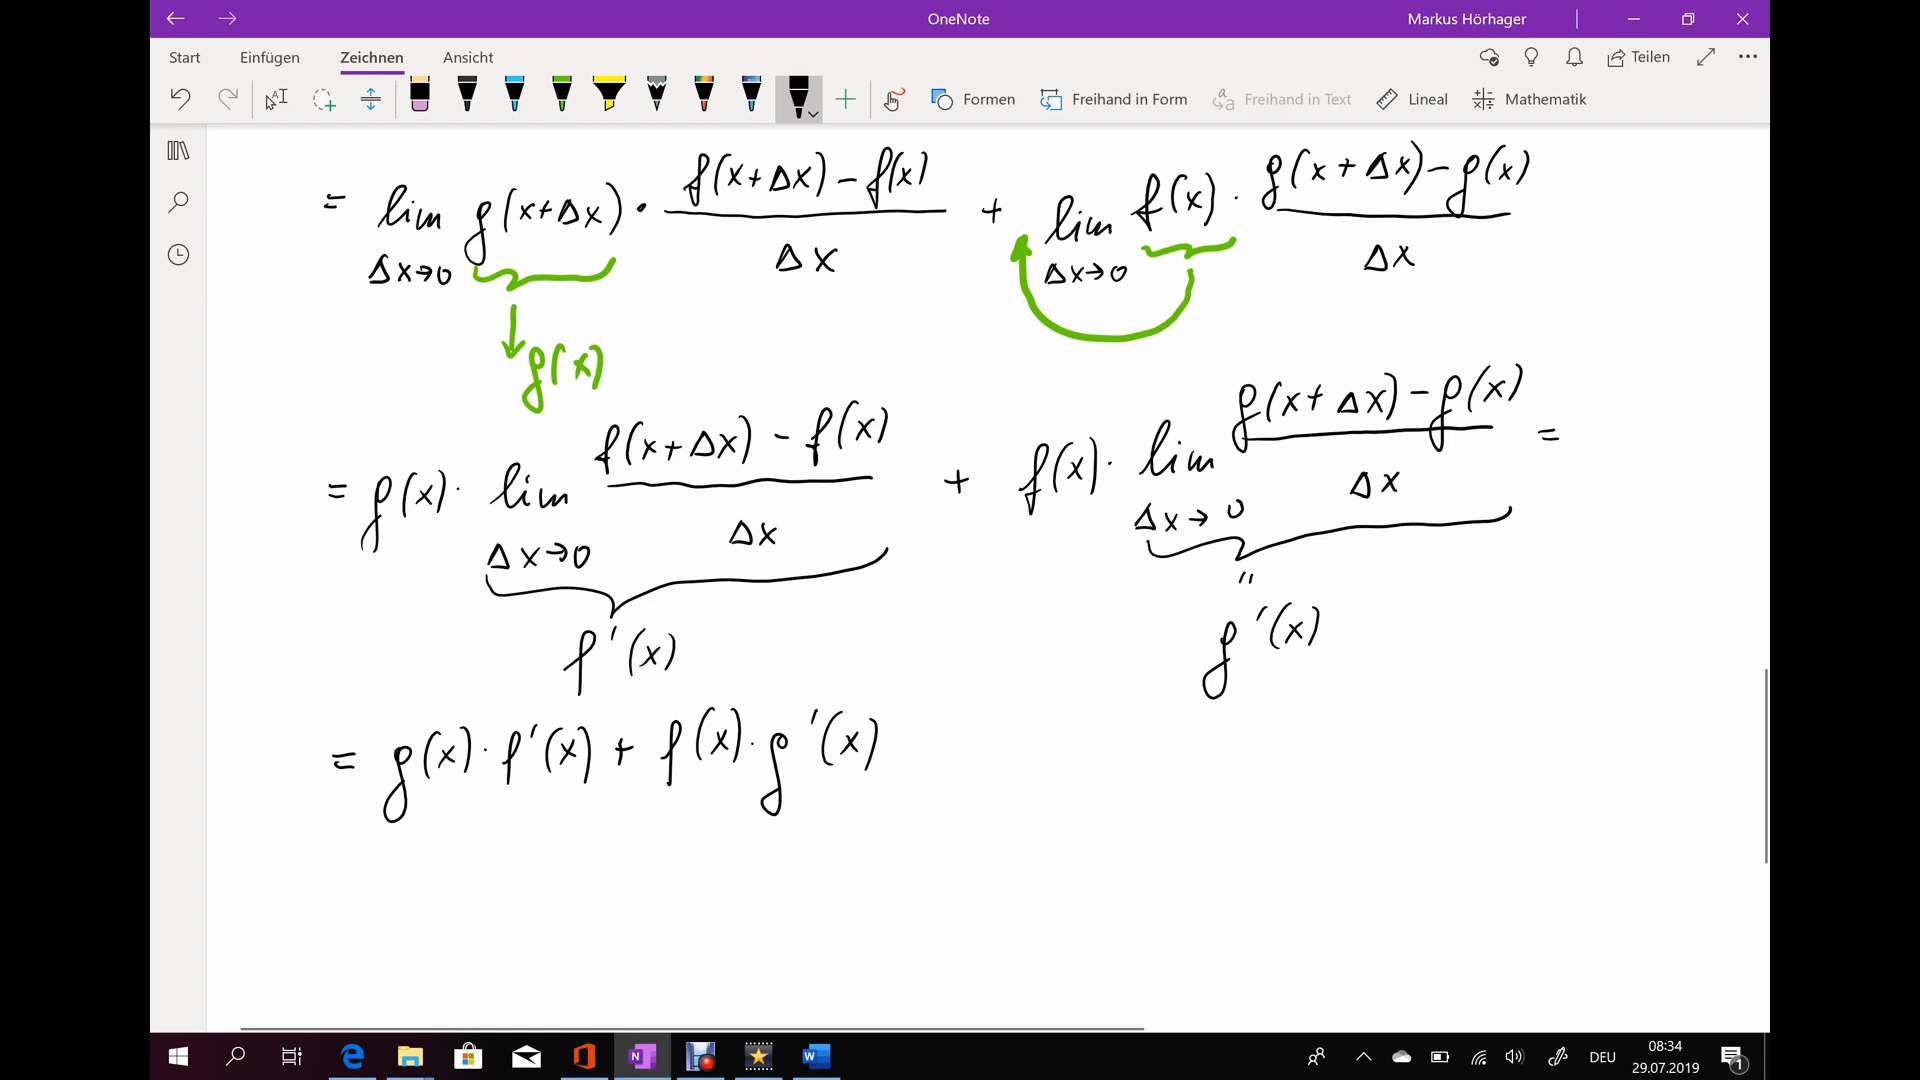 OneNote
Markus Hörhager
Start Einfügen Zeichnen Ansicht
Teilen
Formen Freihand in Form Freihand in Text Lineal Mathematik
= lim g(x+Δx) · f(x+Δx) - f(x) + lim f(x) · g(x+Δx) - g(x)
Δx→0 Δx Δx→0 Δx
g(x)
= g(x) · lim f(x+Δx) - f(x) + f(x) · lim g(x+Δx) - g(x) =
Δx→0 Δx Δx→0 Δx
"
f'(x) g'(x)
= g(x) · f'(x) + f(x) · g'(x)
DEU
08:34
29.07.2019
1